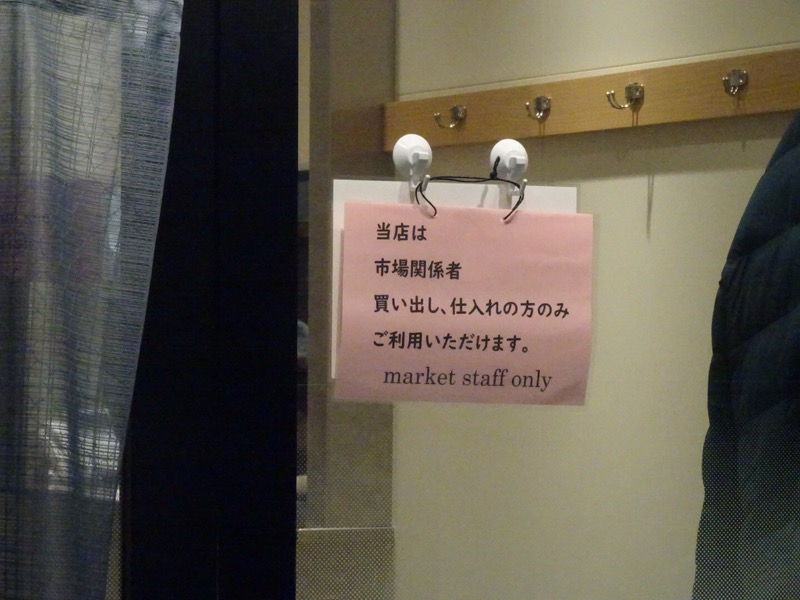 当店は
市場関係者
買い出し、仕入れの方のみ
ご利用いただけます。
market staff only